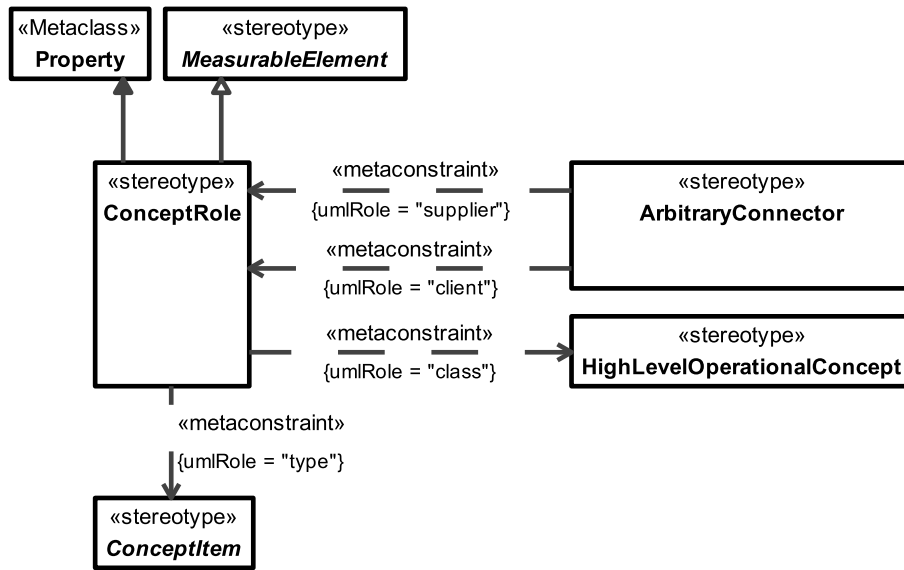 «Metaclass»
Property
«stereotype»
MeasurableElement
«stereotype»
ConceptRole
«metaconstraint»
{umlRole = "supplier"}
«stereotype»
ArbitraryConnector
«metaconstraint»
{umlRole = "client"}
«metaconstraint»
{umlRole = "class"}
«stereotype»
HighLevelOperationalConcept
«metaconstraint»
{umlRole = "type"}
«stereotype»
ConceptItem